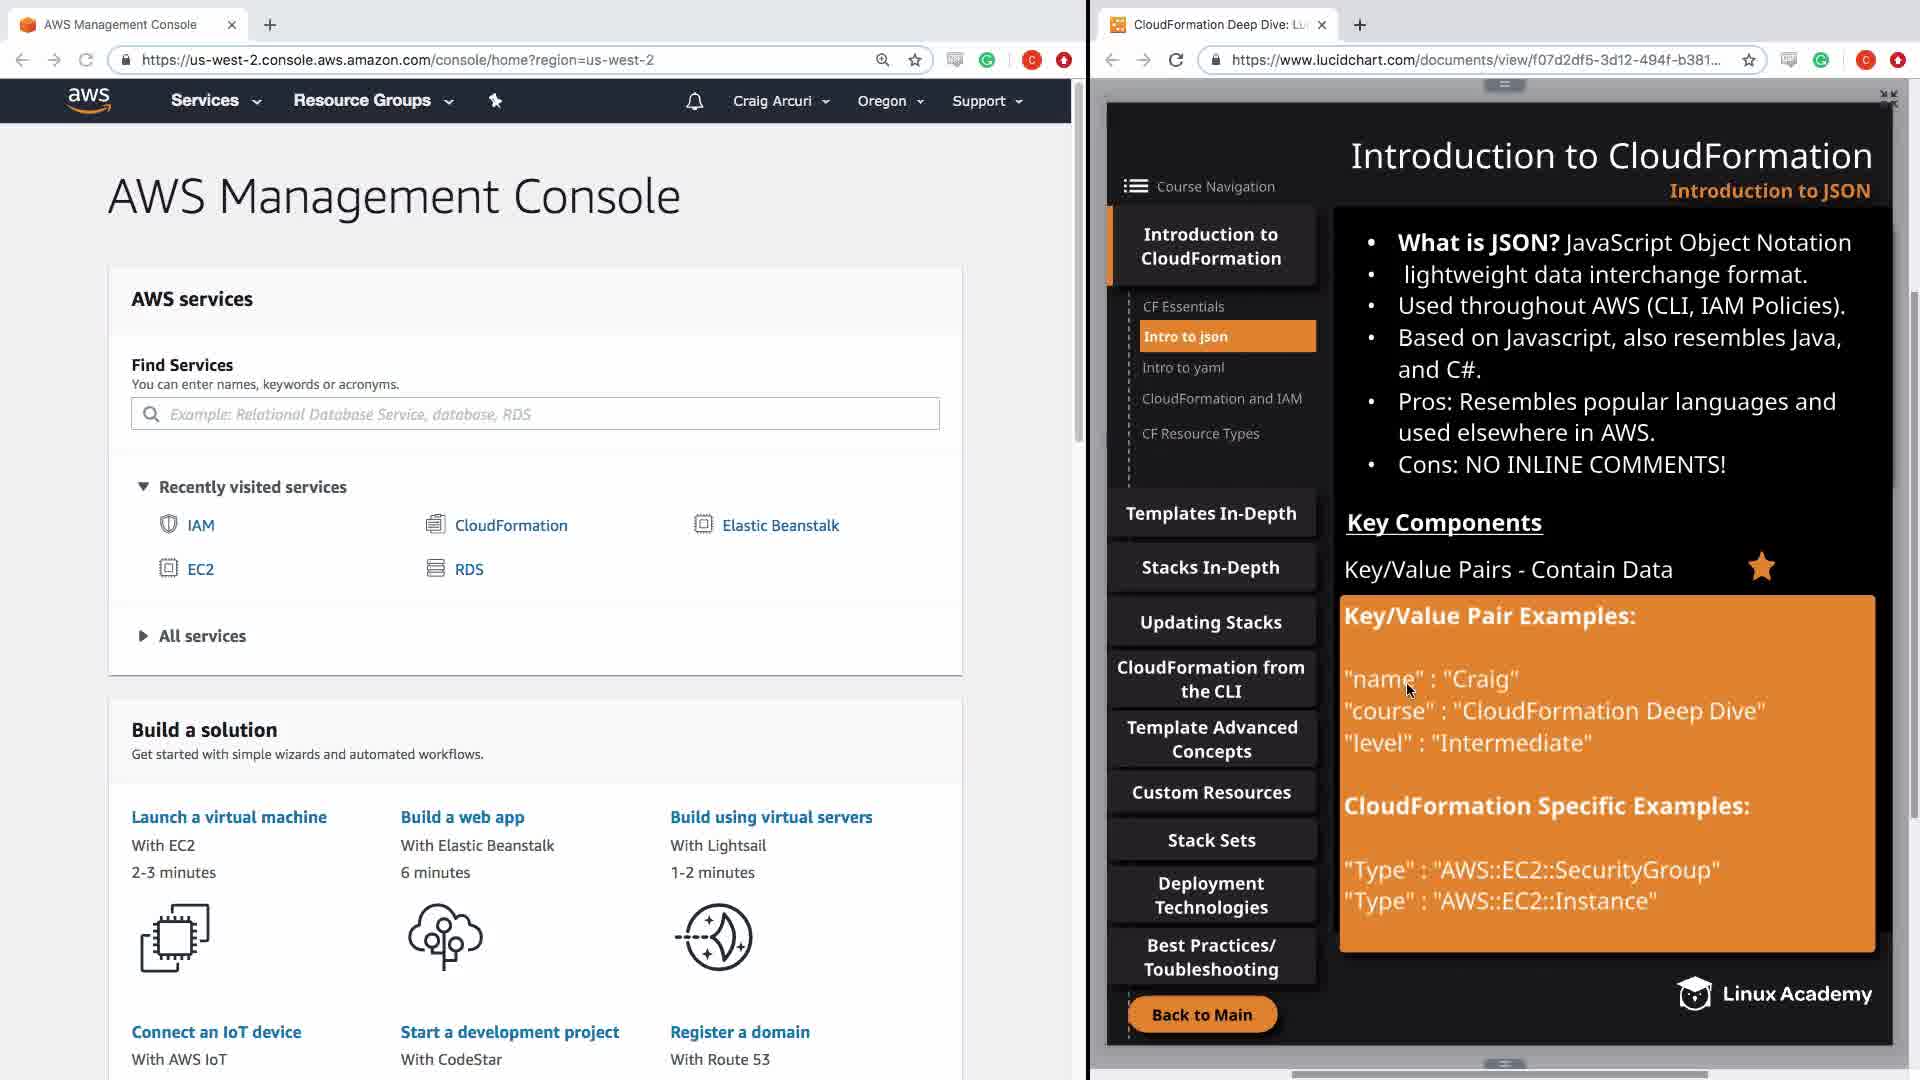 AWS Management Console
https://us-west-2.console.aws.amazon.com/console/home?region=us-west-2
C
aws
Services
Resource Groups
Craig Arcuri
Oregon
Support
AWS Management Console
AWS services
Find Services
You can enter names, keywords or acronyms.
Example: Relational Database Service, database, RDS
Recently visited services
IAM
CloudFormation
Elastic Beanstalk
EC2
RDS
All services
Build a solution
Get started with simple wizards and automated workflows.
Launch a virtual machine
With EC2
2-3 minutes
Build a web app
With Elastic Beanstalk
6 minutes
Build using virtual servers
With Lightsail
1-2 minutes
Connect an IoT device
With AWS IoT
Start a development project
With CodeStar
Register a domain
With Route 53
CloudFormation Deep Dive: Lu
https://www.lucidchart.com/documents/view/f07d2df5-3d12-494f-b381...
C
Introduction to CloudFormation
Introduction to JSON
Course Navigation
Introduction to
CloudFormation
CF Essentials
Intro to json
Intro to yaml
CloudFormation and IAM
CF Resource Types
Templates In-Depth
Stacks In-Depth
Updating Stacks
CloudFormation from
the CLI
Template Advanced
Concepts
Custom Resources
Stack Sets
Deployment
Technologies
Best Practices/
Toubleshooting
Back to Main
• What is JSON? JavaScript Object Notation
• lightweight data interchange format.
• Used throughout AWS (CLI, IAM Policies).
• Based on Javascript, also resembles Java,
and C#.
• Pros: Resembles popular languages and
used elsewhere in AWS.
• Cons: NO INLINE COMMENTS!
Key Components
Key/Value Pairs - Contain Data
Key/Value Pair Examples:
"name" : "Craig"
"course" : "CloudFormation Deep Dive"
"level" : "Intermediate"
CloudFormation Specific Examples:
"Type" : "AWS::EC2::SecurityGroup"
"Type" : "AWS::EC2::Instance"
Linux Academy